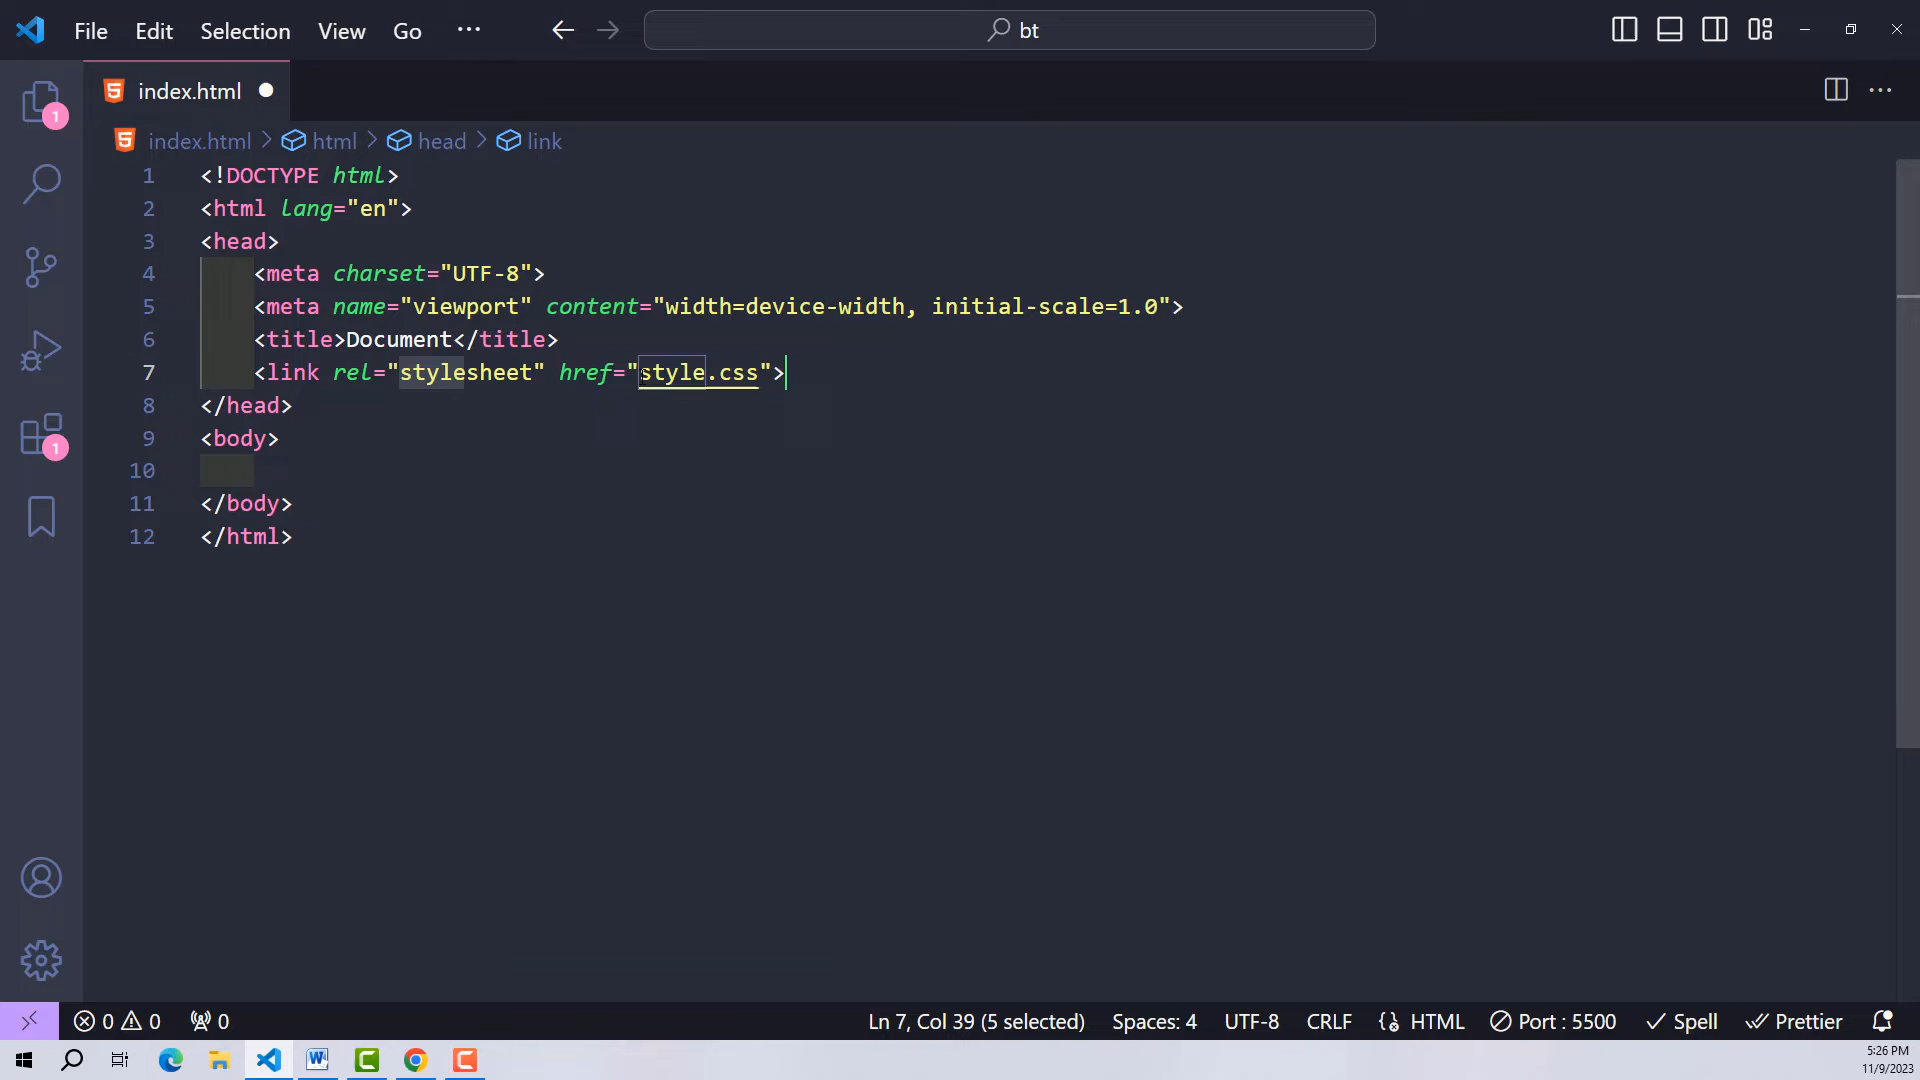 File Edit Selection View Go ··· bt
index.html
index.html > html > head > link
1 <!DOCTYPE html>
2 <html lang="en">
3 <head>
4 <meta charset="UTF-8">
5 <meta name="viewport" content="width=device-width, initial-scale=1.0">
6 <title>Document</title>
7 <link rel="stylesheet" href="style.css">
8 </head>
9 <body>
10
11 </body>
12 </html>
1
1
0 0 0 Ln 7, Col 39 (5 selected) Spaces: 4 UTF-8 CRLF HTML Port : 5500 Spell Prettier
5:26 PM
11/9/2023